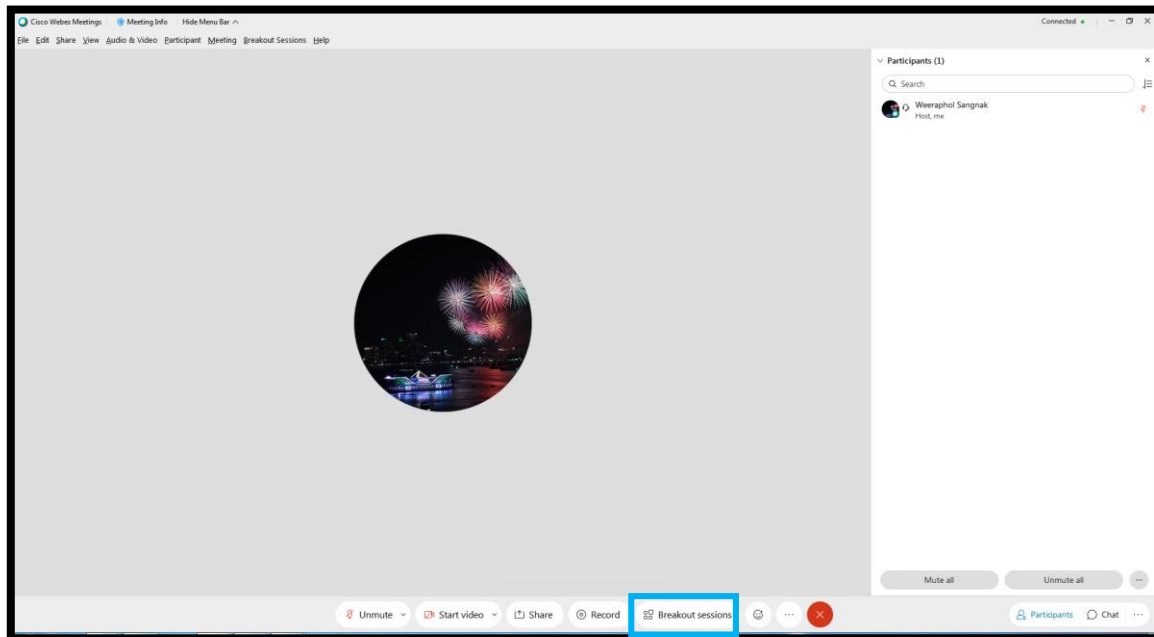 Cisco Webex Meetings Meeting Info Hide Menu Bar Connected
File Edit Share View Audio & Video Participant Meeting Breakout Sessions Help
Participants (1)
Search
Weeraphol Sangnak
Host, me
Mute all Unmute all
Unmute Start video Share Record Breakout sessions Participants Chat